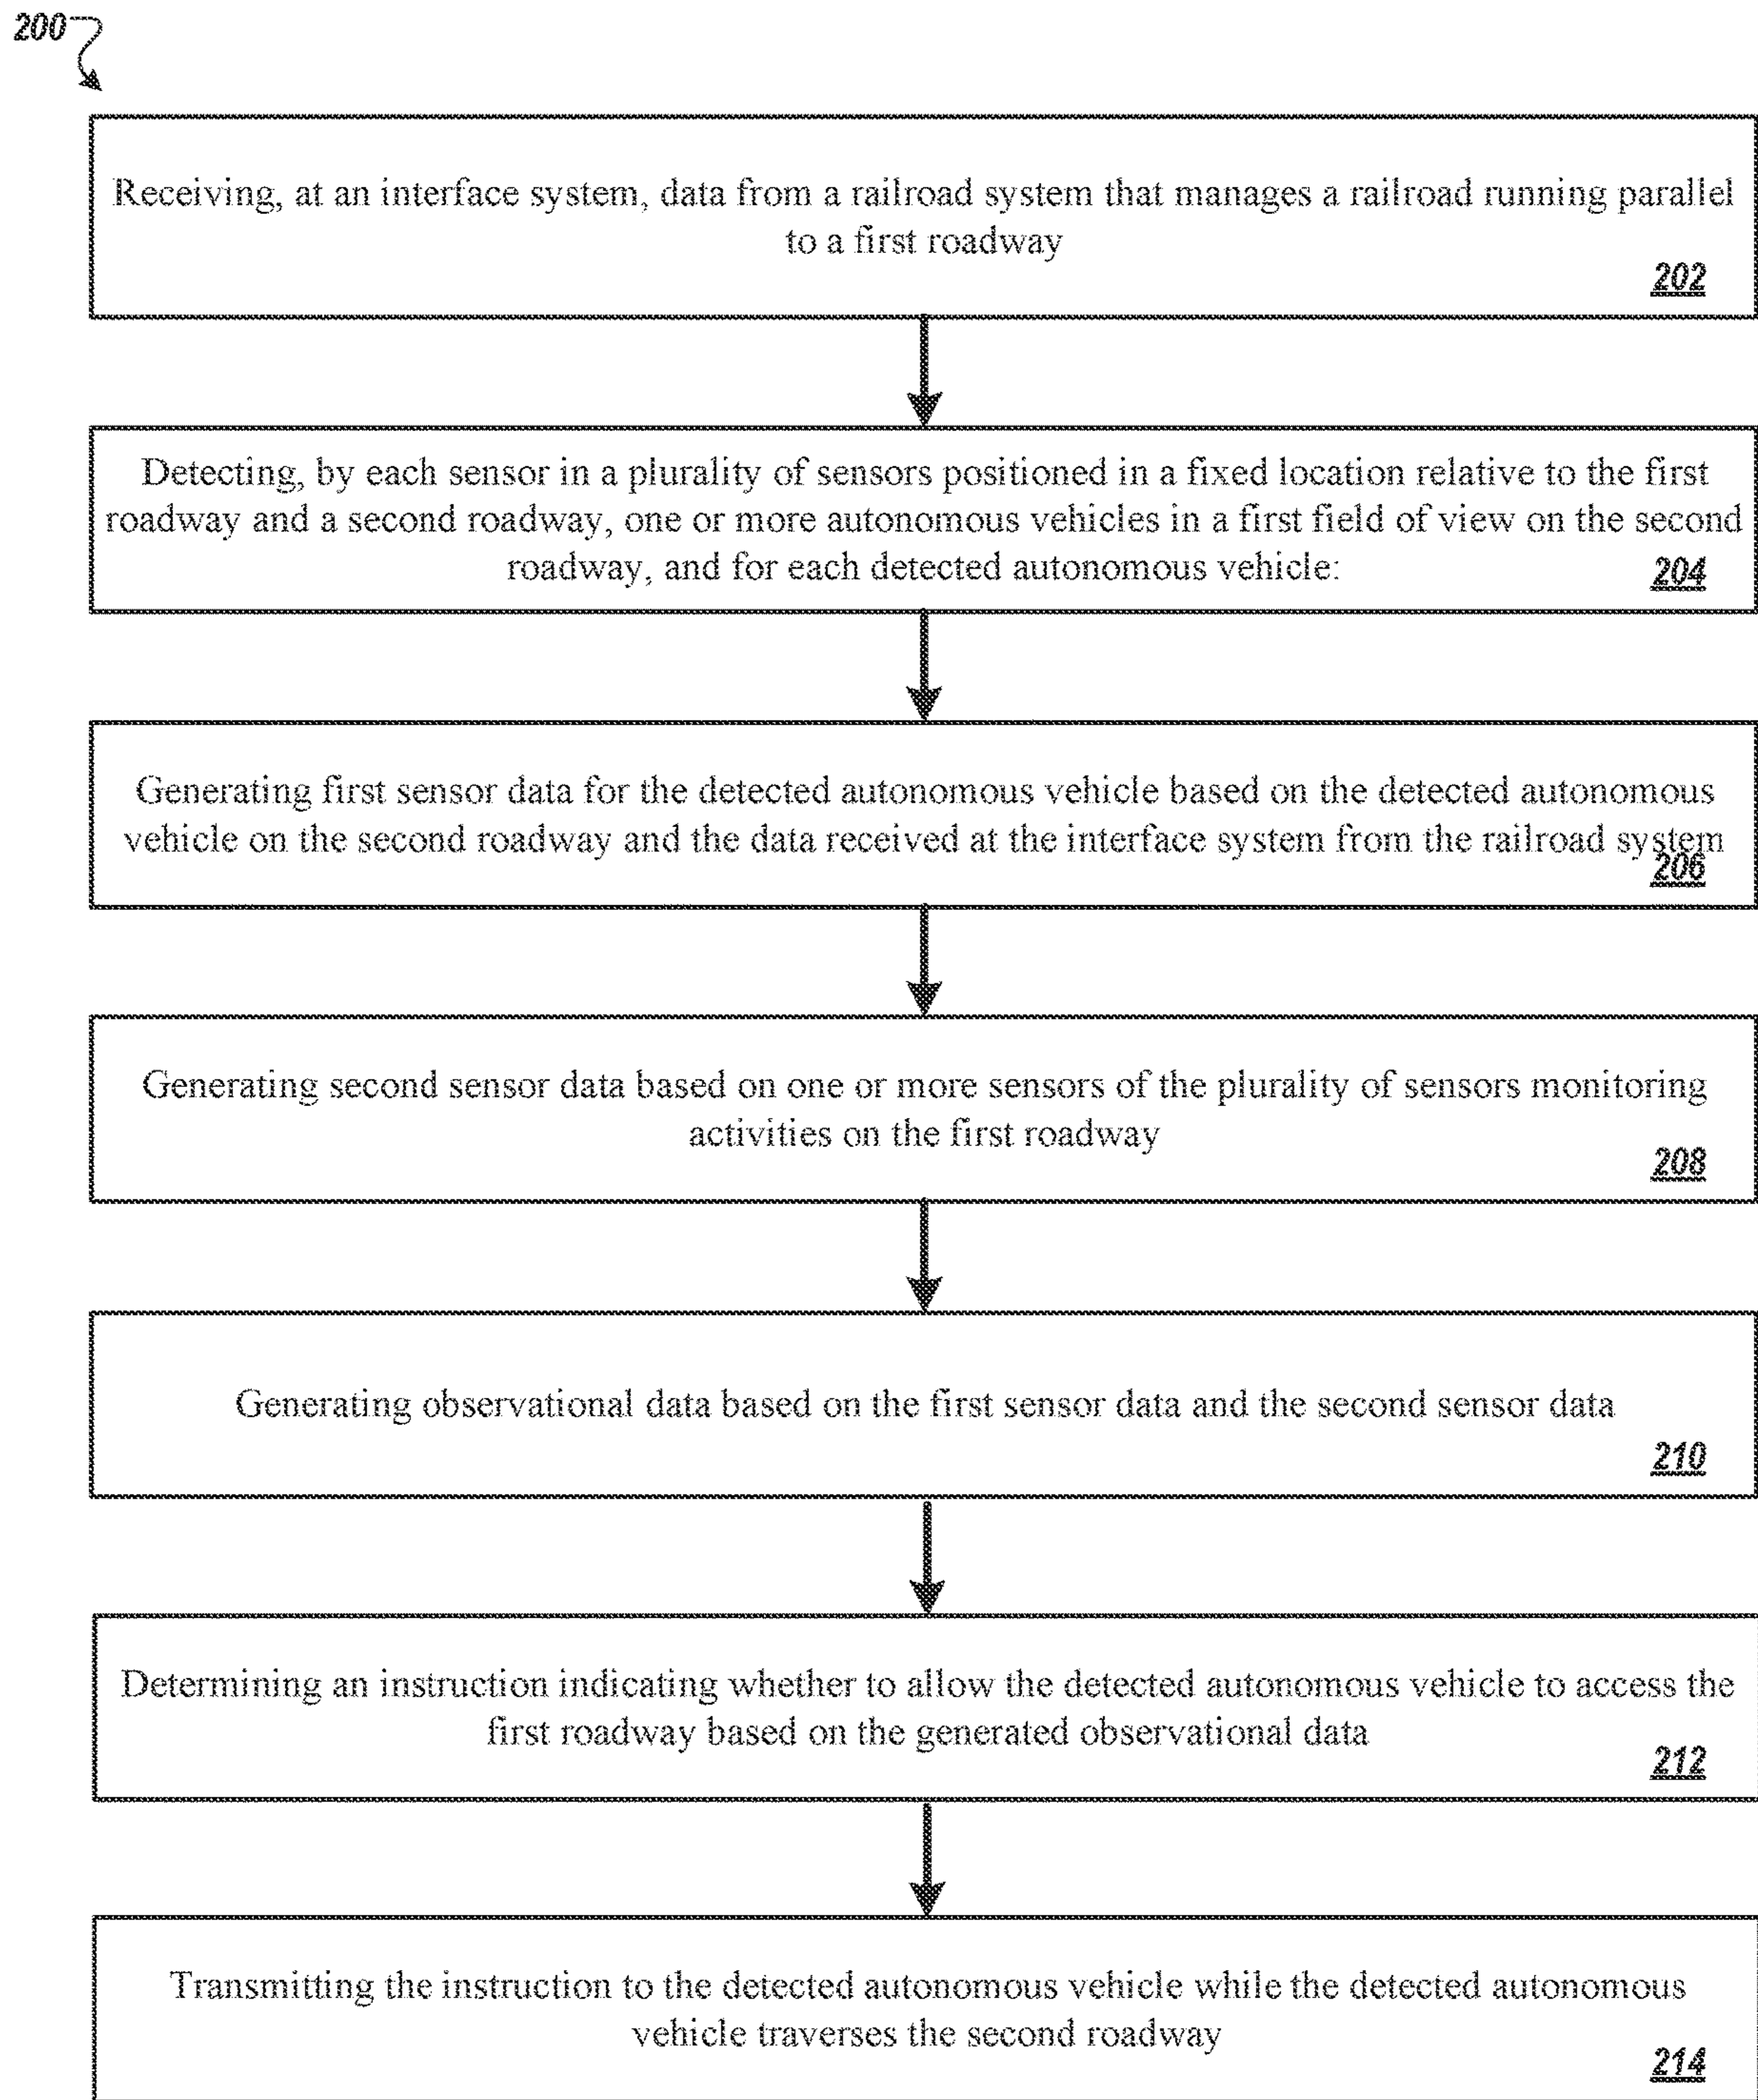 200
Receiving, at an interface system, data from a railroad system that manages a railroad running parallel
to a first roadway
202
Detecting, by each sensor in a plurality of sensors positioned in a fixed location relative to the first
roadway and a second roadway, one or more autonomous vehicles in a first field of view on the second
roadway, and for each detected autonomous vehicle:
204
Generating first sensor data for the detected autonomous vehicle based on the detected autonomous
vehicle on the second roadway and the data received at the interface system from the railroad system
206
Generating second sensor data based on one or more sensors of the plurality of sensors monitoring
activities on the first roadway
208
Generating observational data based on the first sensor data and the second sensor data
210
Determining an instruction indicating whether to allow the detected autonomous vehicle to access the
first roadway based on the generated observational data
212
Transmitting the instruction to the detected autonomous vehicle while the detected autonomous
vehicle traverses the second roadway
214